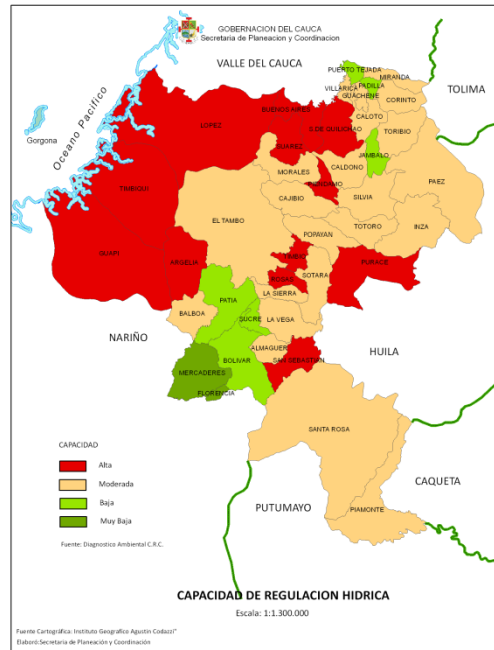 GOBERNACION DEL CAUCA
Secretaria de Planeacion y Coordinacion
VALLE DEL CAUCA
TOLIMA
Oceano Pacifico
Gorgona
PUERTO TEJADA
MIRANDA
PADILLA
VILLARICA
GUACHENE
CORINTO
BUENOS AIRES
CALOTO
LOPEZ
S.DE QUILICHAO
TORIBIO
SUAREZ
JAMBALO
MORALES
CALDONO
PAEZ
TIMBIQUI
PIENDAMO
CAJIBIO
SILVIA
EL TAMBO
TOTORO
INZA
POPAYAN
GUAPI
ARGELIA
TIMBIO
PURACE
SOTARA
ROSAS
PATIA
LA SIERRA
BALBOA
SUCRE
LA VEGA
NARIÑO
ALMAGUER
HUILA
BOLIVAR
SAN SEBASTIAN
MERCADERES
FLORENCIA
SANTA ROSA
CAPACIDAD
Alta
Moderada
Baja
Muy Baja
CAQUETA
PUTUMAYO
PIAMONTE
Fuente: Diagnostico Ambiental C.R.C.
CAPACIDAD DE REGULACION HIDRICA
Escala: 1:1.300.000
Fuente Cartográfica: Instituto Geografico Agustin Codazzi"
Elaboró:Secretaria de Planeación y Coordinación